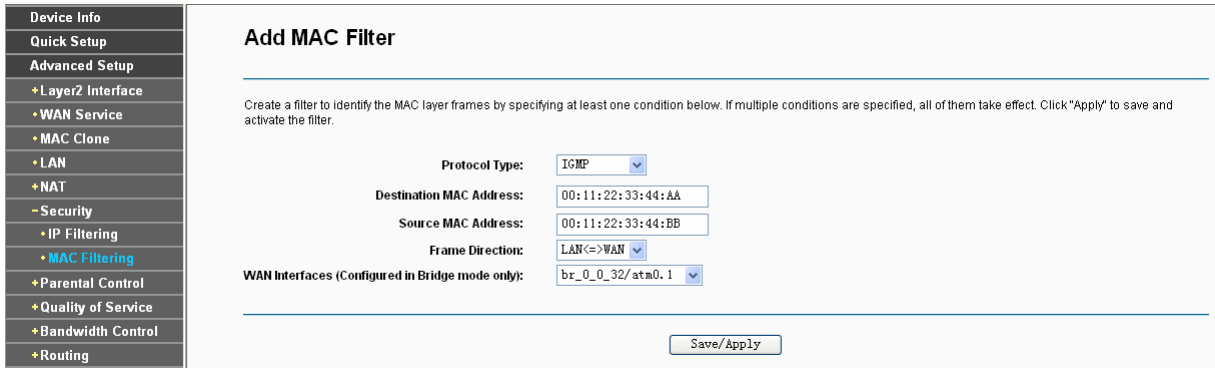 Device Info
Quick Setup
Advanced Setup
+Layer2 Interface
•WAN Service
•MAC Clone
•LAN
+NAT
-Security
•IP Filtering
•MAC Filtering
+Parental Control
+Quality of Service
+Bandwidth Control
+Routing
Add MAC Filter
Create a filter to identify the MAC layer frames by specifying at least one condition below. If multiple conditions are specified, all of them take effect. Click "Apply" to save and
activate the filter.
Protocol Type: IGMP
Destination MAC Address: 00:11:22:33:44:AA
Source MAC Address: 00:11:22:33:44:BB
Frame Direction: LAN<=>WAN
WAN Interfaces (Configured in Bridge mode only): br_0_0_32/atm0.1
Save/Apply